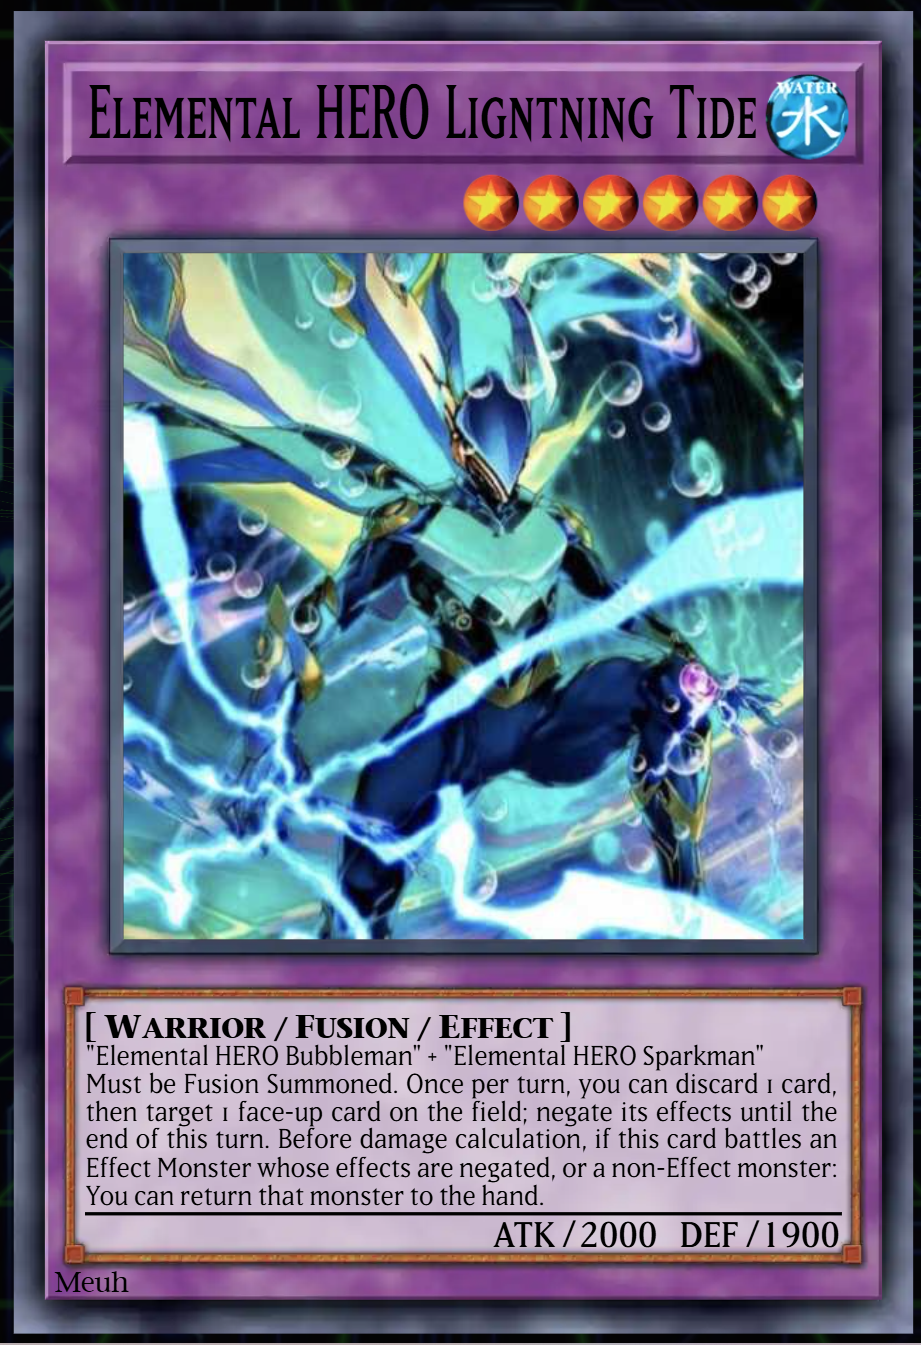 Elemental HERO Ligntning Tide
WATER
水
[ Warrior / Fusion / Effect ]
"Elemental HERO Bubbleman" + "Elemental HERO Sparkman"
Must be Fusion Summoned. Once per turn, you can discard 1 card,
then target 1 face-up card on the field; negate its effects until the
end of this turn. Before damage calculation, if this card battles an
Effect Monster whose effects are negated, or a non-Effect monster:
You can return that monster to the hand.
ATK / 2000 DEF / 1900
Meuh